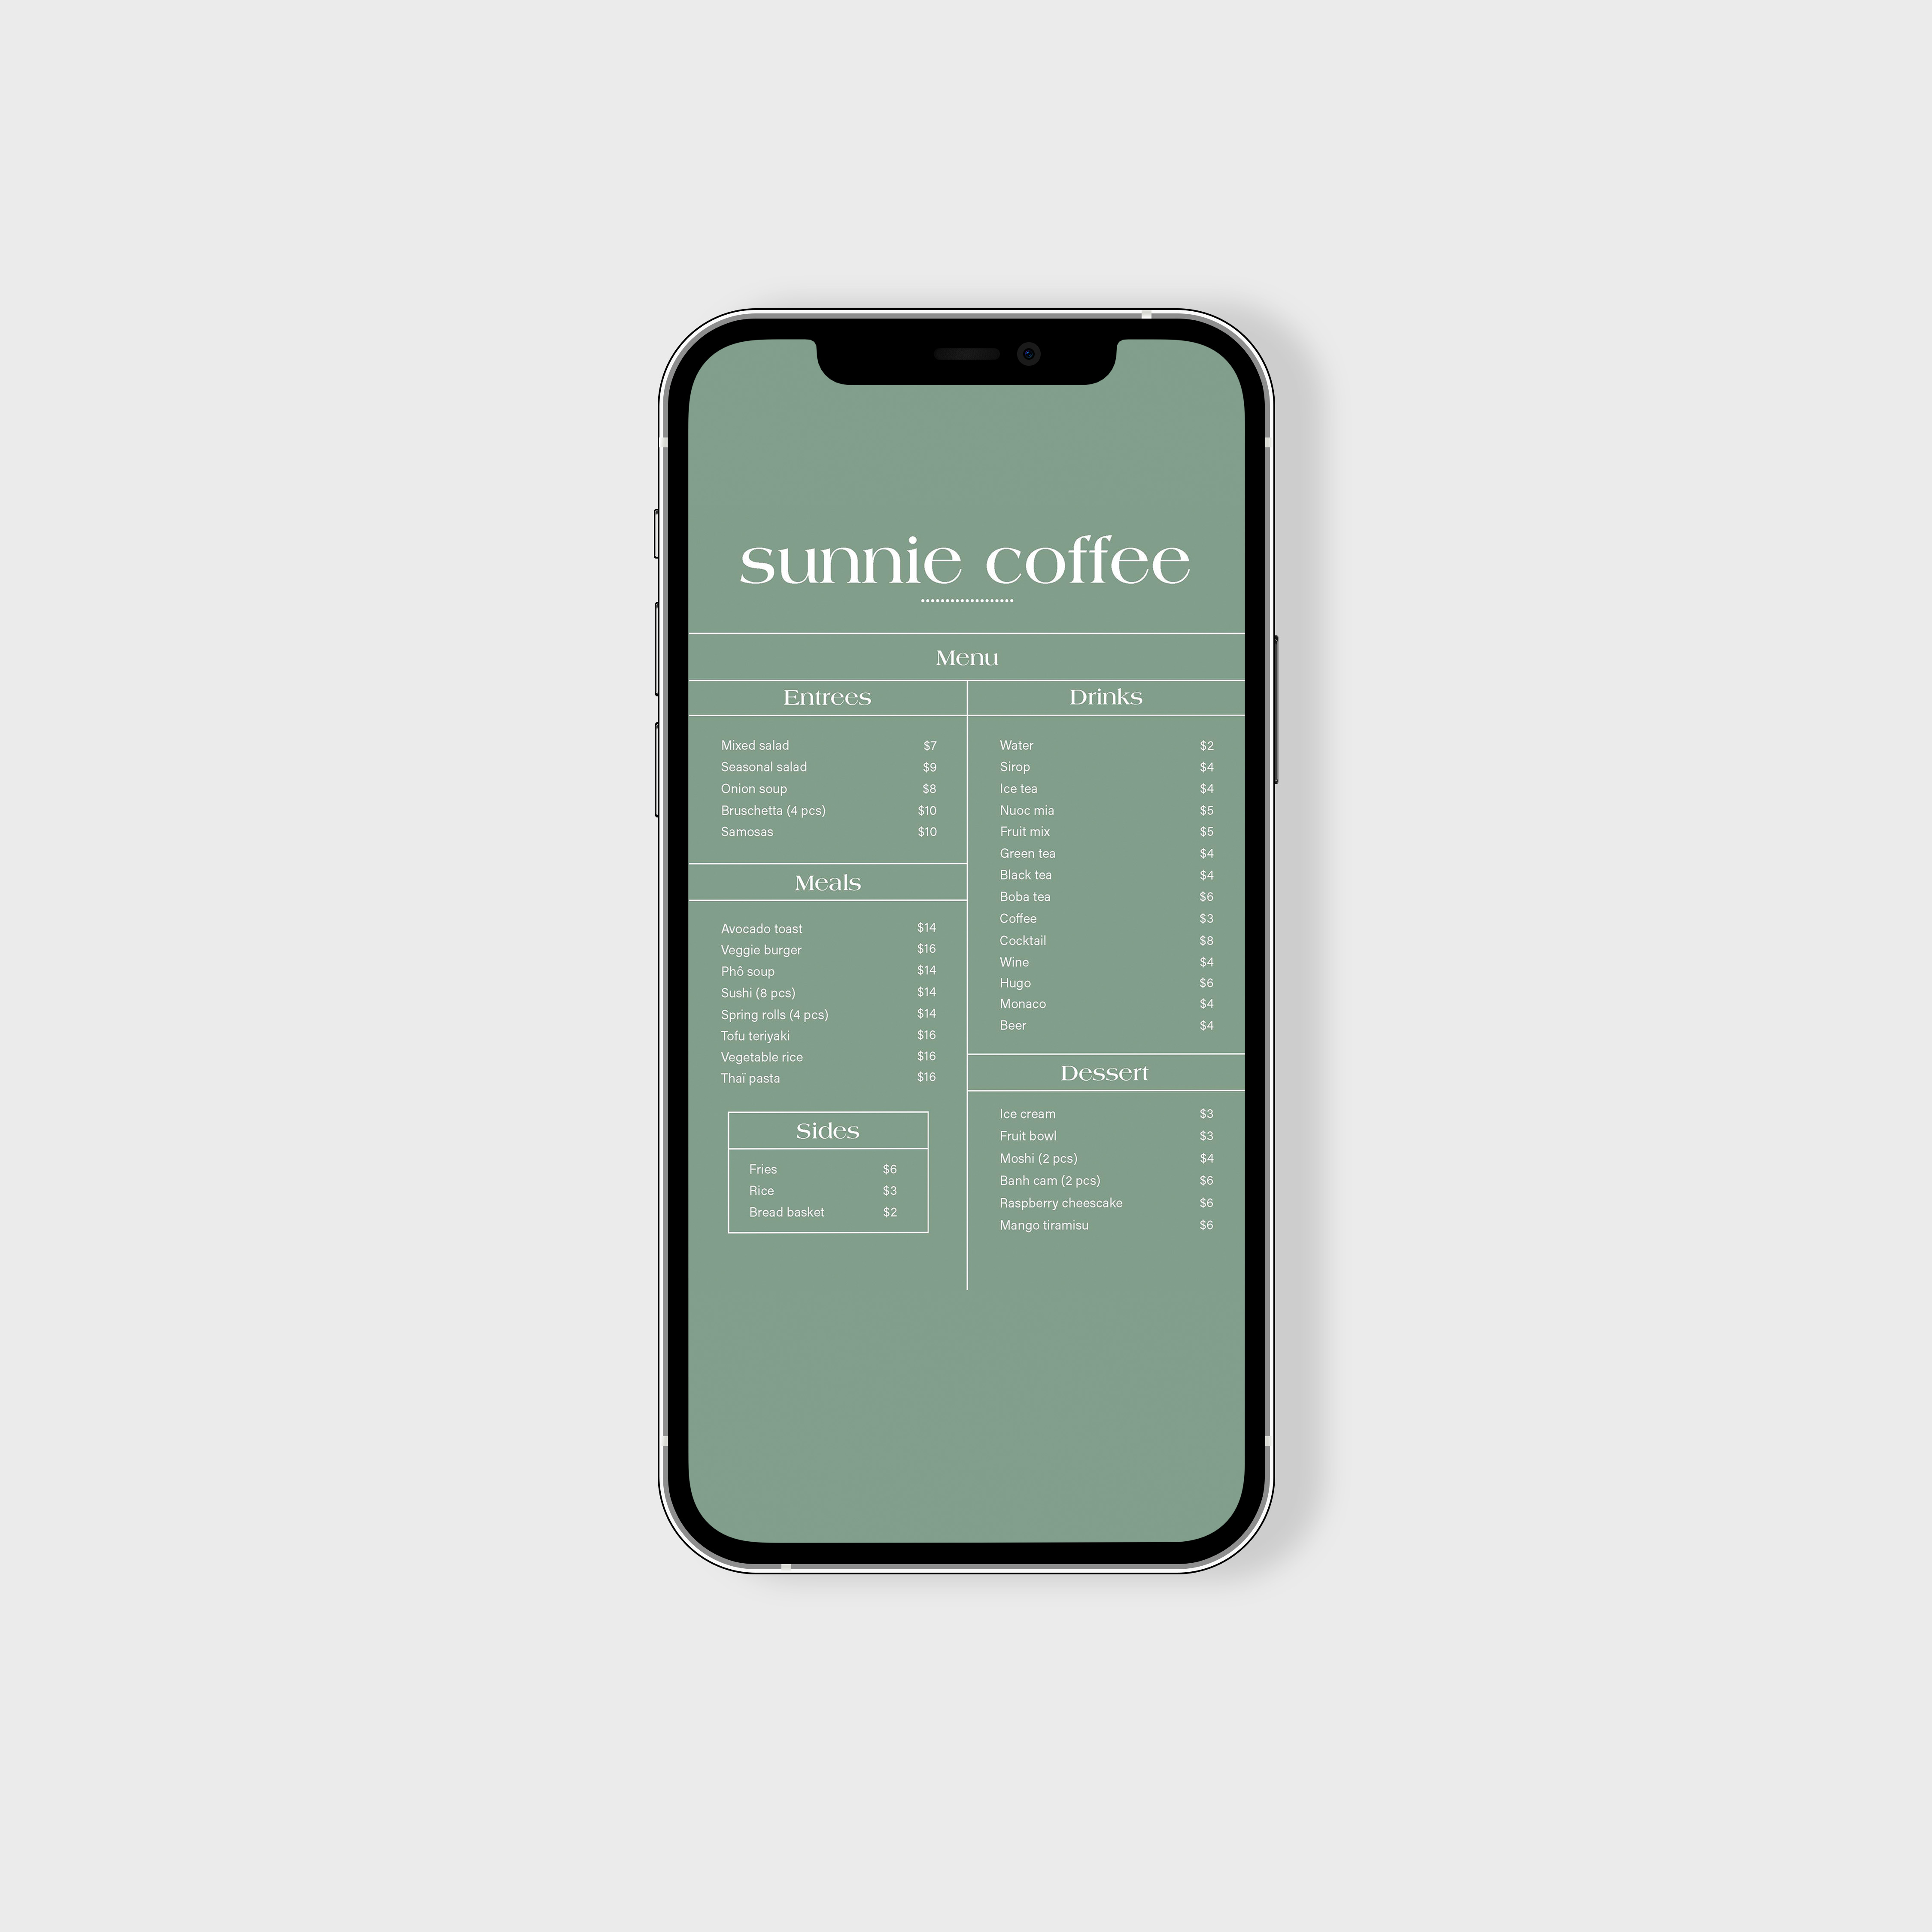 sunnie coffee
Menu
Entrees
Mixed salad $7
Seasonal salad $9
Onion soup $8
Bruschetta (4 pcs) $10
Samosas $10
Meals
Avocado toast $14
Veggie burger $16
Phô soup $14
Sushi (8 pcs) $14
Spring rolls (4 pcs) $14
Tofu teriyaki $16
Vegetable rice $16
Thaï pasta $16
Sides
Fries $6
Rice $3
Bread basket $2
Drinks
Water $2
Sirop $4
Ice tea $4
Nuoc mia $5
Fruit mix $5
Green tea $4
Black tea $4
Boba tea $6
Coffee $3
Cocktail $8
Wine $4
Hugo $6
Monaco $4
Beer $4
Dessert
Ice cream $3
Fruit bowl $3
Moshi (2 pcs) $4
Banh cam (2 pcs) $6
Raspberry cheescake $6
Mango tiramisu $6